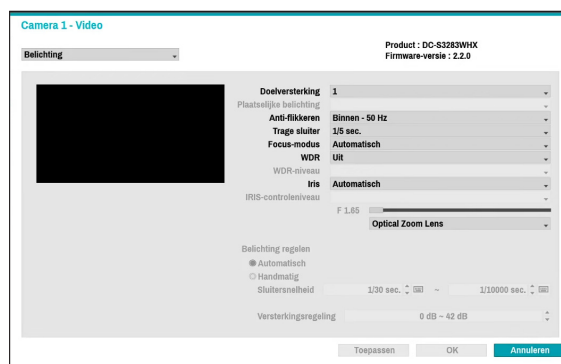 Camera 1 - Video
Belichting
Product : DC-S3283WHX
Firmware-versie : 2.2.0
Doelversterking 1
Plaatselijke belichting
Anti-flikkeren Binnen - 50 Hz
Trage sluiter 1/5 sec.
Focus-modus Automatisch
WDR Uit
WDR-niveau
Iris Automatisch
IRIS-controleniveau
F 1.65
Optical Zoom Lens
Belichting regelen
Automatisch
Handmatig
Sluitersnelheid 1/30 sec. ~ 1/10000 sec.
Versterkingsregeling 0 dB ~ 42 dB
Toepassen OK Annuleren